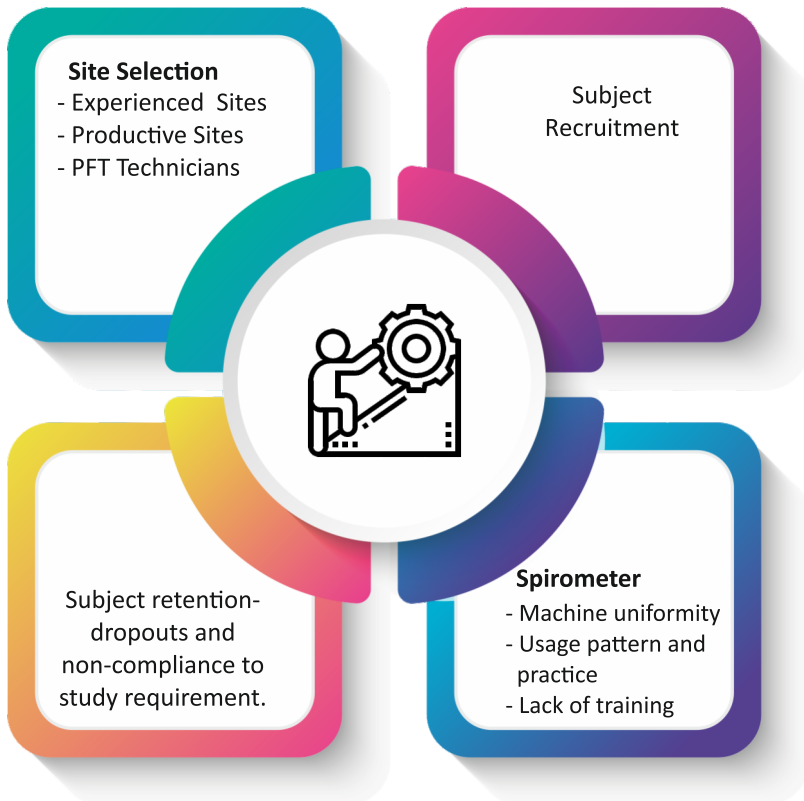 Site Selection
- Experienced Sites
- Productive Sites
- PFT Technicians
Subject
Recruitment
Subject retention-
dropouts and
non-compliance to
study requirement.
Spirometer
- Machine uniformity
- Usage pattern and
practice
- Lack of training